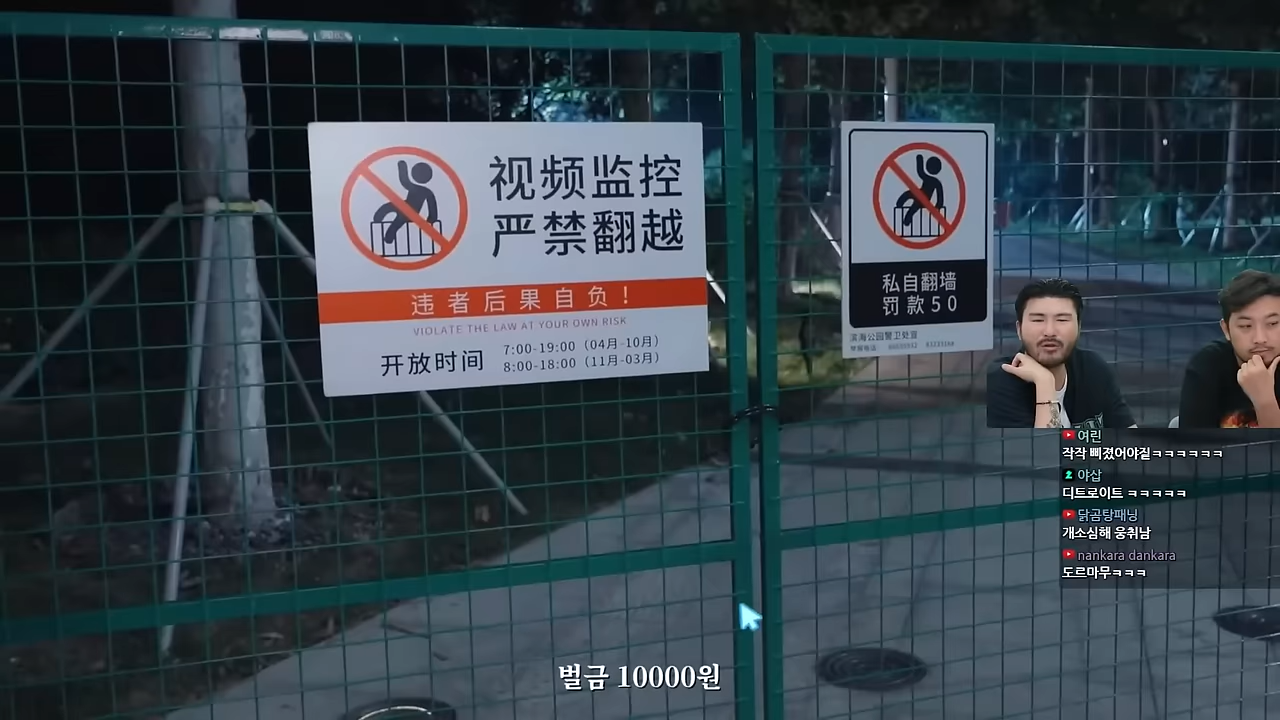 视频监控
严禁翻越
违者后果自负！
VIOLATE THE LAW AT YOUR OWN RISK
开放时间
7:00-19:00（04月-10月）
8:00-18:00（11月-03月）
私自翻墙
罚款50
滨海公园警卫处宣
여린
작작 삐졌어야질ㅋㅋㅋㅋㅋㅋ
야삽
디트로이트 ㅋㅋㅋㅋㅋ
닭곰탕패닝
개소심해 웅취남
nankara dankara
도르마무ㅋㅋㅋ
벌금 10000원